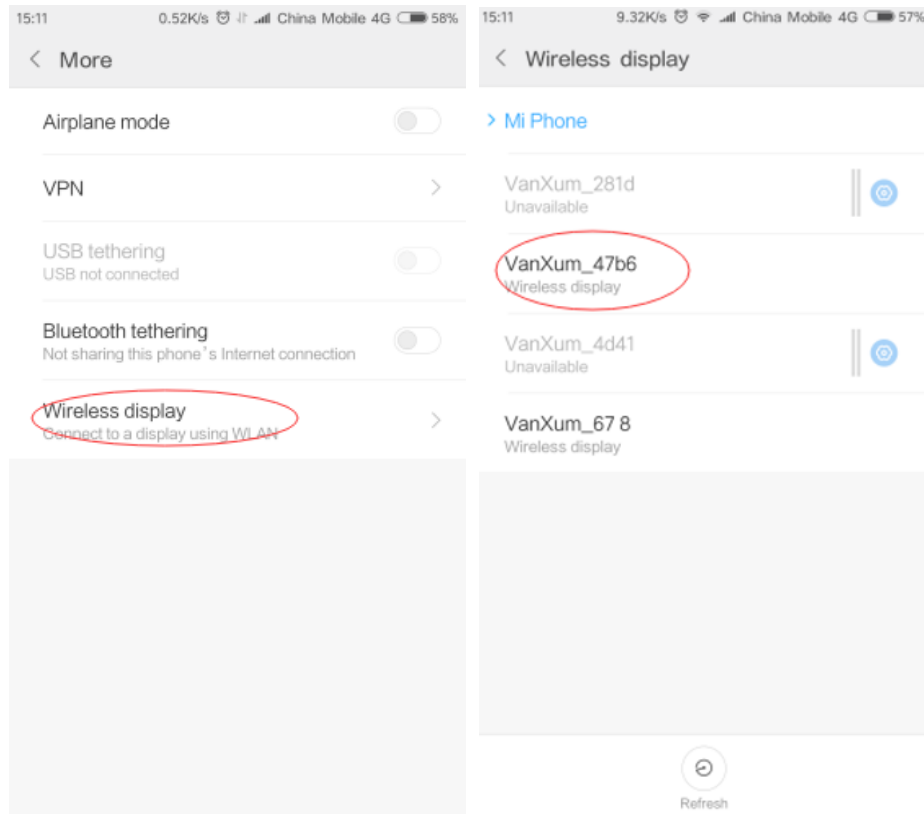 15:11 0.52K/s China Mobile 4G 58%
More
Airplane mode
VPN
USB tethering
USB not connected
Bluetooth tethering
Not sharing this phone's Internet connection
Wireless display
Connect to a display using WLAN
15:11 9.32K/s China Mobile 4G 57%
Wireless display
Mi Phone
VanXum_281d
Unavailable
VanXum_47b6
Wireless display
VanXum_4d41
Unavailable
VanXum_67 8
Wireless display
Refresh